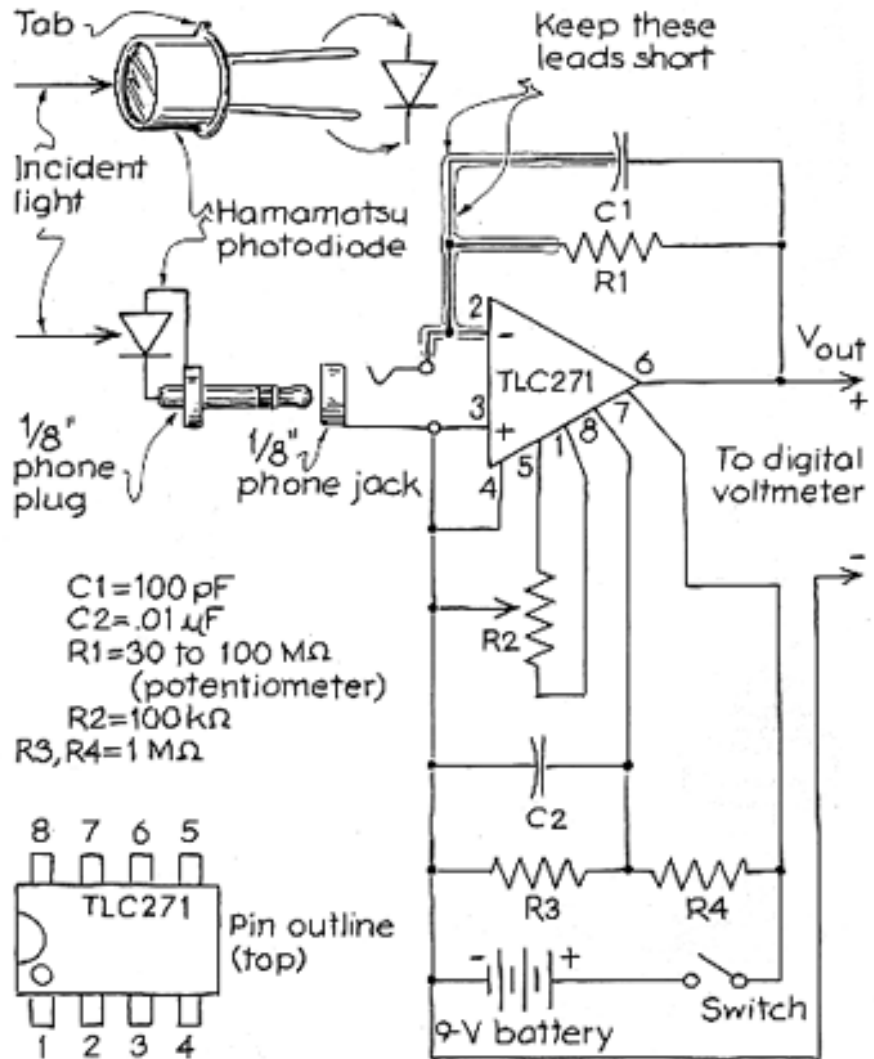 Tab
Keep these
leads short
Incident
light
C1
Hamamatsu
photodiode
R1
2
-
Vout
6
TLC271
+
3
+
7
8
1
5
4
1/8"
phone
plug
1/8"
phone jack
To digital
voltmeter
-
C1=100 pF
C2=.01 μF
R1=30 to 100 MΩ
(potentiometer)
R2=100 kΩ
R3, R4=1 MΩ
R2
C2
8 7 6 5
TLC271
Pin outline
(top)
1 2 3 4
R3
R4
- +
Switch
9-V battery